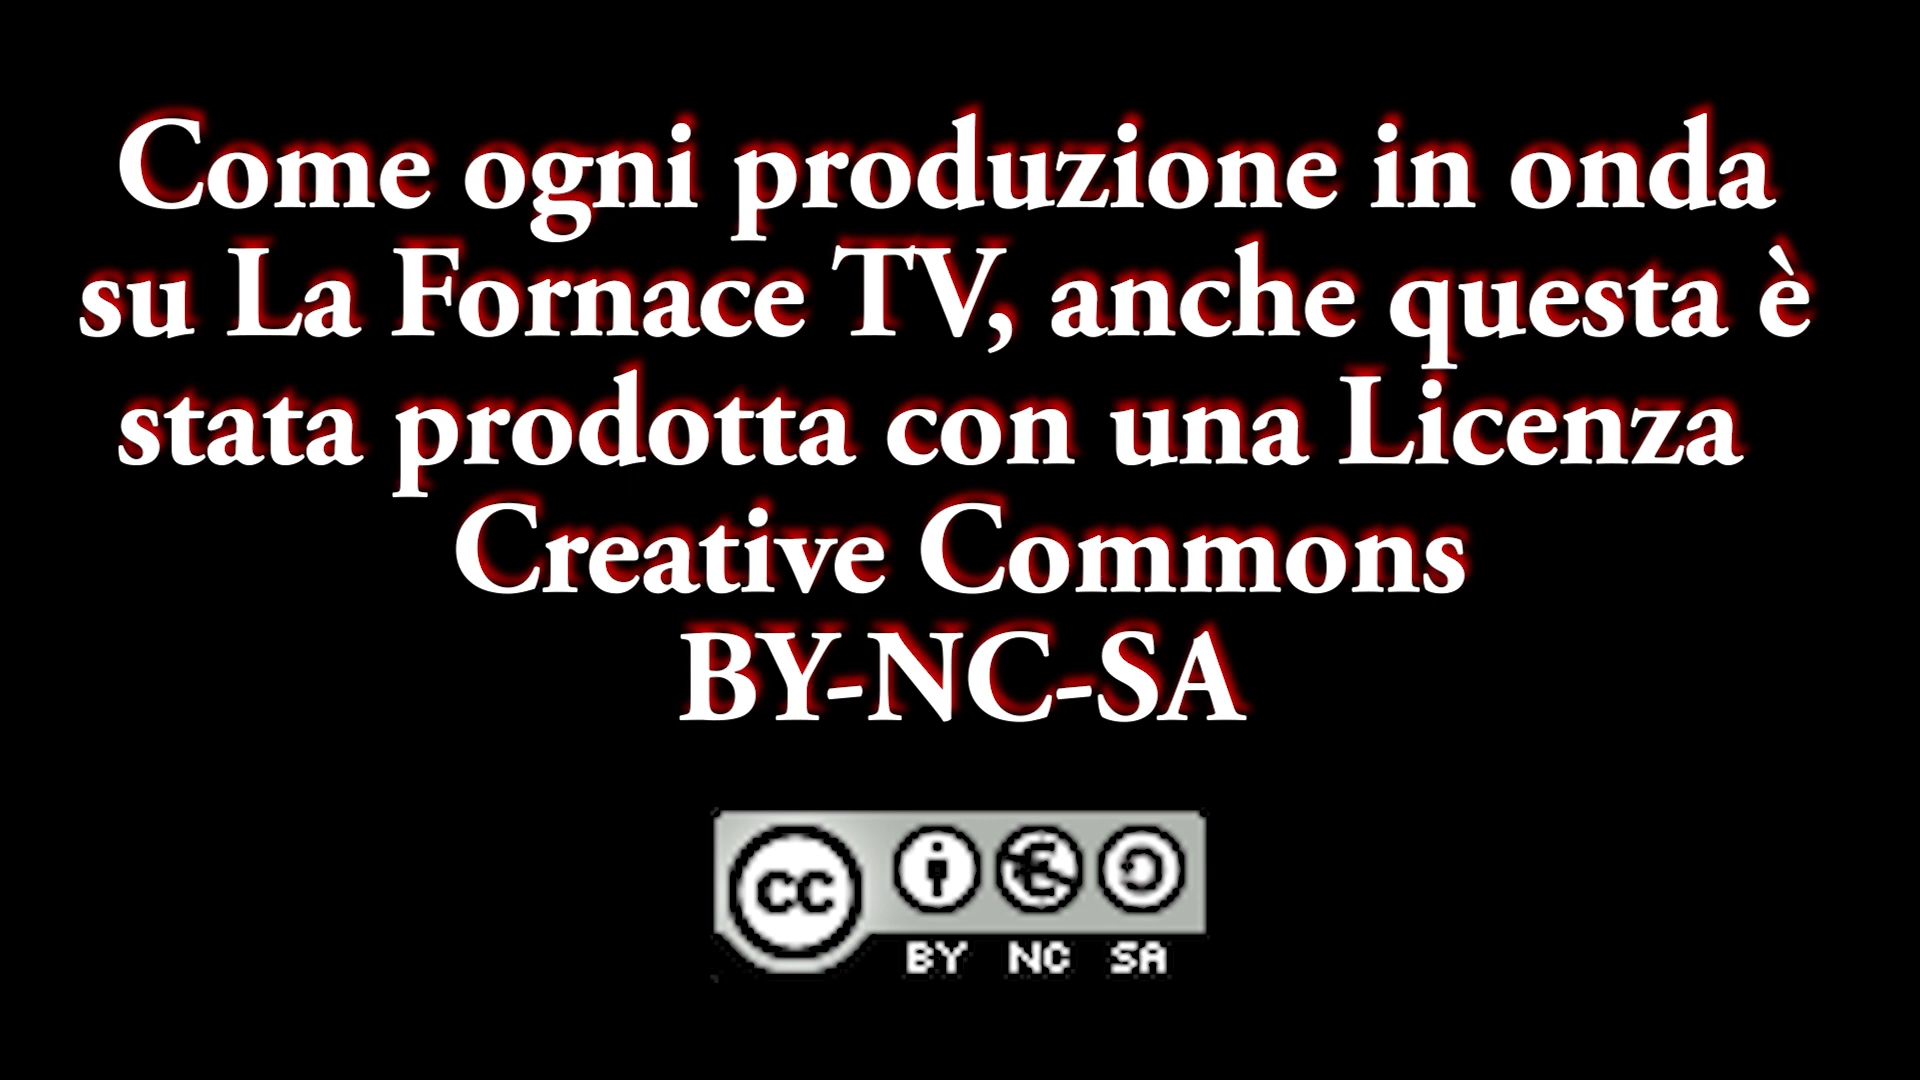 Come ogni produzione in onda
su La Fornace TV, anche questa è
stata prodotta con una Licenza
Creative Commons
BY-NC-SA
cc
BY NC SA